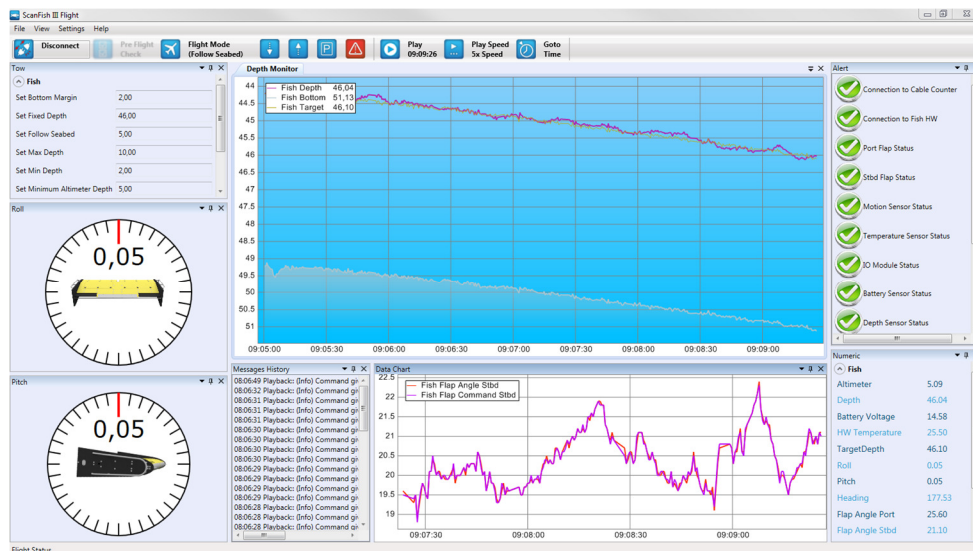 ScanFish III Flight
File View Settings Help
Disconnect
Pre Flight
Check
Flight Mode
(Follow Seabed)
P
Play
09:09:26
Play Speed
5x Speed
Goto
Time
Tow
Fish
Set Bottom Margin 2,00
Set Fixed Depth 46,00
Set Follow Seabed 5,00
Set Max Depth 10,00
Set Min Depth 2,00
Set Minimum Altimeter Depth 5,00
Roll
0,05
Pitch
0,05
Depth Monitor
Fish Depth 46,04
Fish Bottom 51,13
Fish Target 46,10
44
44.5
45
45.5
46
46.5
47
47.5
48
48.5
49
49.5
50
50.5
51
09:05:00 09:05:30 09:06:00 09:06:30 09:07:00 09:07:30 09:08:00 09:08:30 09:09:00
Messages History
08:06:49 Playback:: (Info) Command giv
08:06:32 Playback:: (Info) Command giv
08:06:31 Playback:: (Info) Command giv
08:06:31 Playback:: (Info) Command giv
08:06:31 Playback:: (Info) Command giv
08:06:30 Playback:: (Info) Command giv
08:06:30 Playback:: (Info) Command giv
08:06:30 Playback:: (Info) Command giv
08:06:30 Playback:: (Info) Command giv
08:06:29 Playback:: (Info) Command giv
08:06:29 Playback:: (Info) Command giv
08:06:29 Playback:: (Info) Command giv
08:06:29 Playback:: (Info) Command giv
08:06:28 Playback:: (Info) Command giv
08:06:28 Playback:: (Info) Command giv
08:06:28 Playback:: (Info) Command giv
Data Chart
Fish Flap Angle Stbd
Fish Flap Command Stbd
22.5
22
21.5
21
20.5
20
19.5
19
09:07:30 09:08:00 09:08:30 09:09:00
Alert
Connection to Cable Counter
Connection to Fish HW
Port Flap Status
Stbd Flap Status
Motion Sensor Status
Temperature Sensor Status
IO Module Status
Battery Sensor Status
Depth Sensor Status
Numeric
Fish
Altimeter 5.09
Depth 46.04
Battery Voltage 14.58
HW Temperature 25.50
TargetDepth 46.10
Roll 0.05
Pitch 0.05
Heading 177.53
Flap Angle Port 25.60
Flap Angle Stbd 21.10
Flight Status